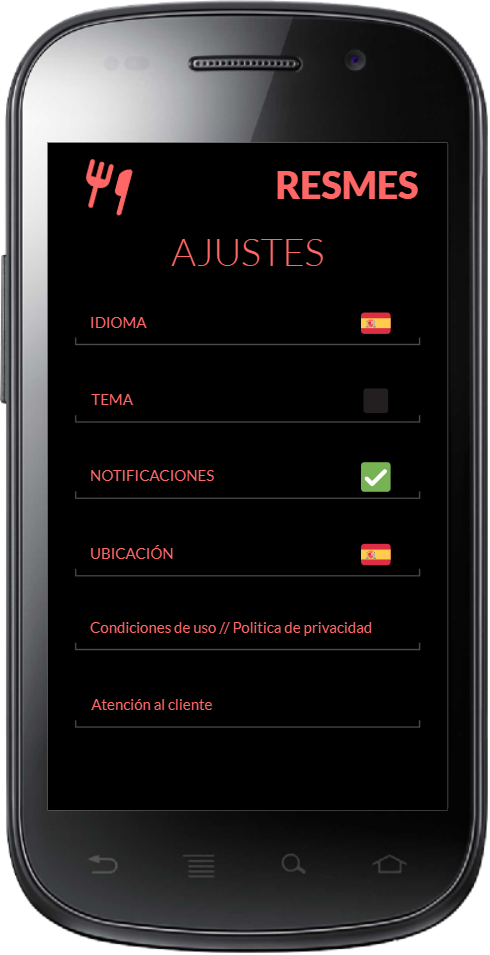 RESMES
AJUSTES
IDIOMA
TEMA
NOTIFICACIONES
UBICACIÓN
Condiciones de uso // Politica de privacidad
Atención al cliente